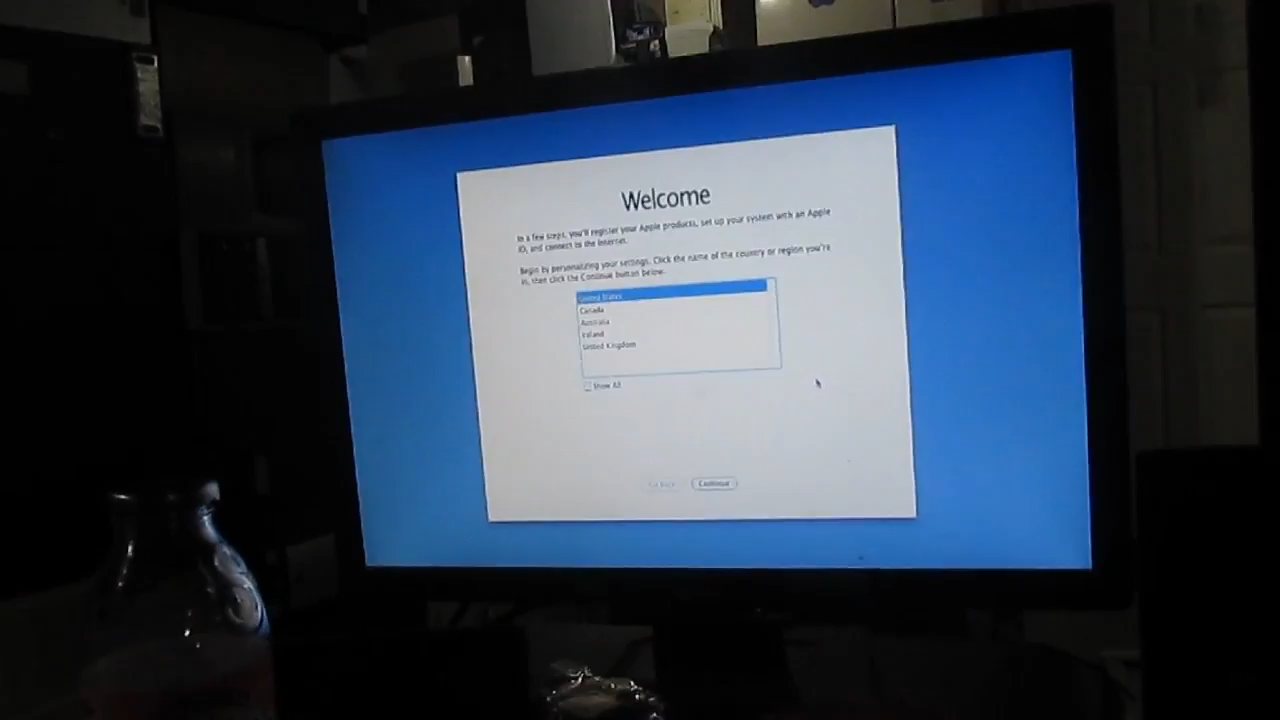 Welcome
In a few steps, you'll register your Apple products, set up your system with an Apple
ID, and connect to the Internet.
Begin by personalizing your settings. Click the name of the country or region you're
in, then click the Continue button below.
United States
Canada
Australia
Ireland
United Kingdom
Show All
Go Back
Continue